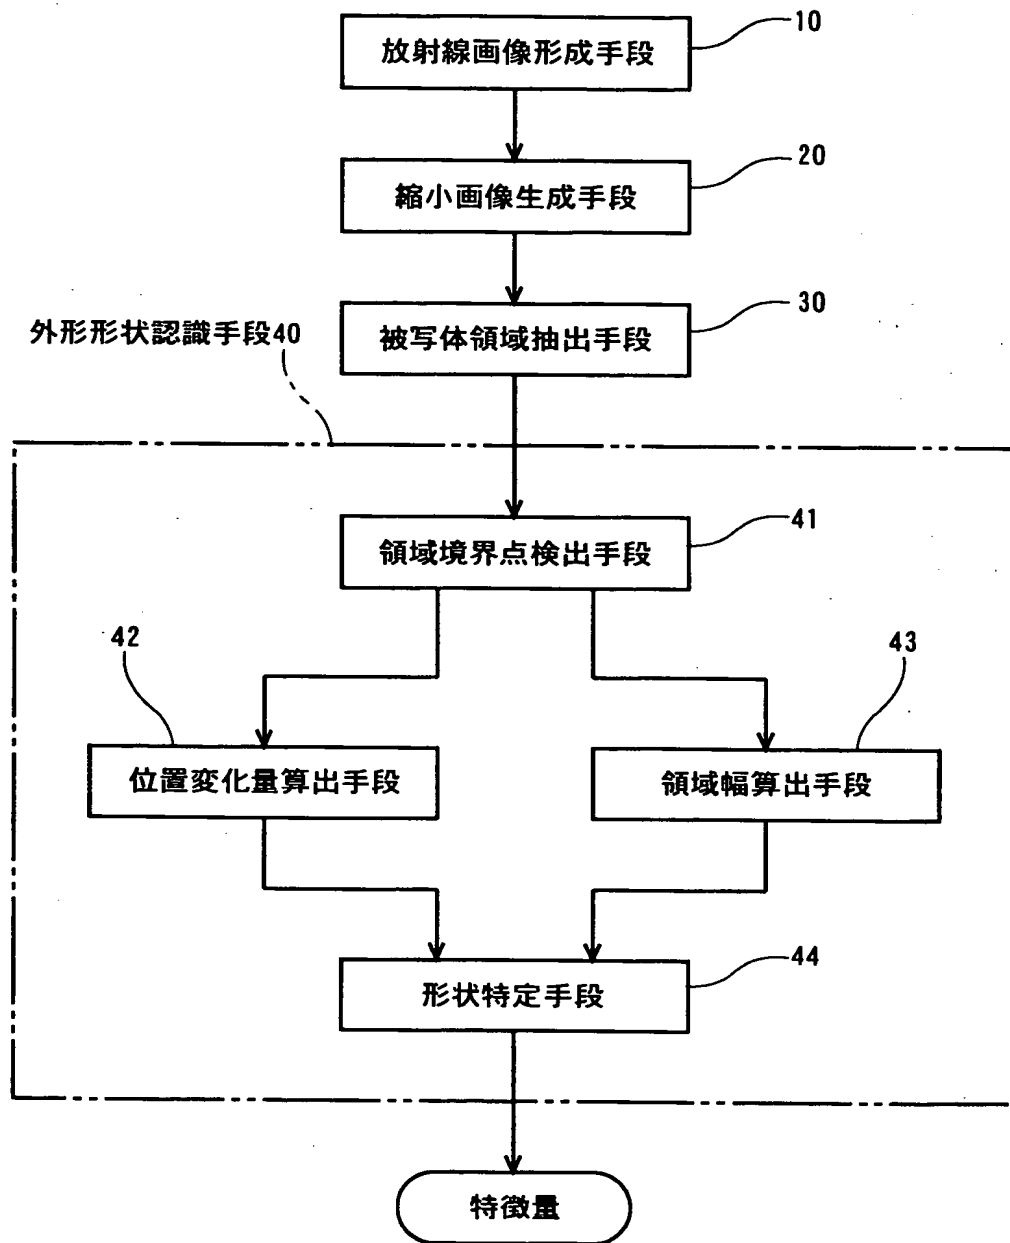 10
放射線画像形成手段
20
縮小画像生成手段
30
被写体領域抽出手段
外形形状認識手段40
41
領域境界点検出手段
42
位置変化量算出手段
43
領域幅算出手段
44
形状特定手段
特徴量